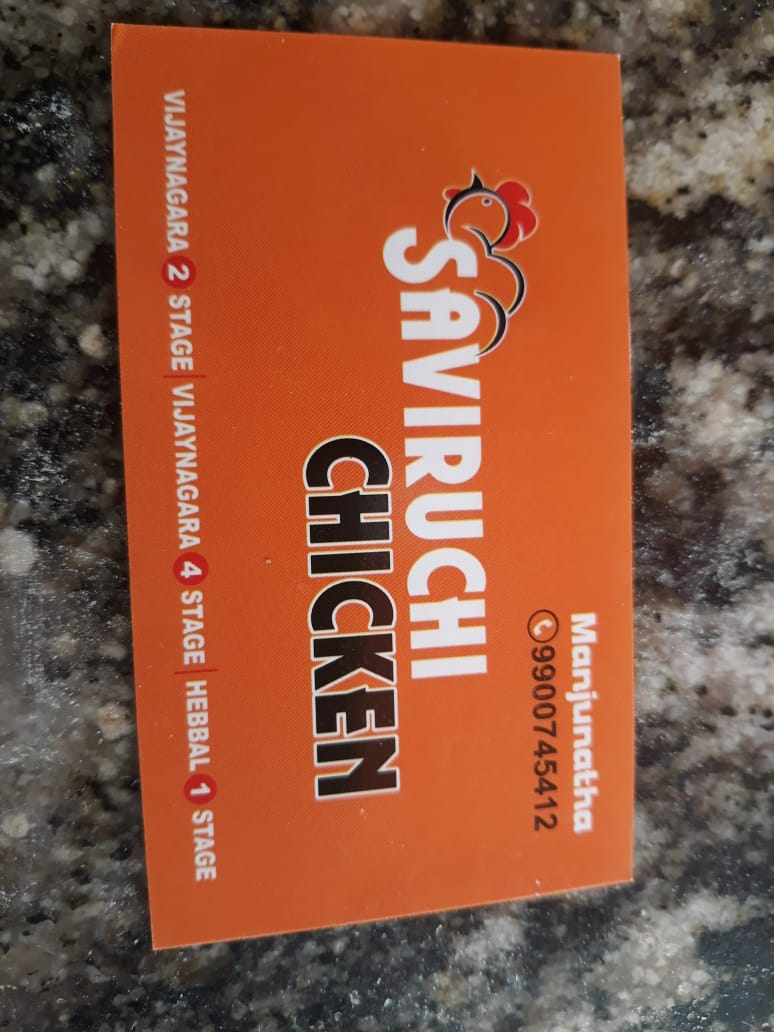 Manjunatha
9900745412
SAVIRUCHI
CHICKEN
VIJAYNAGARA 2 STAGE | VIJAYNAGARA 4 STAGE | HEBBAL 1 STAGE